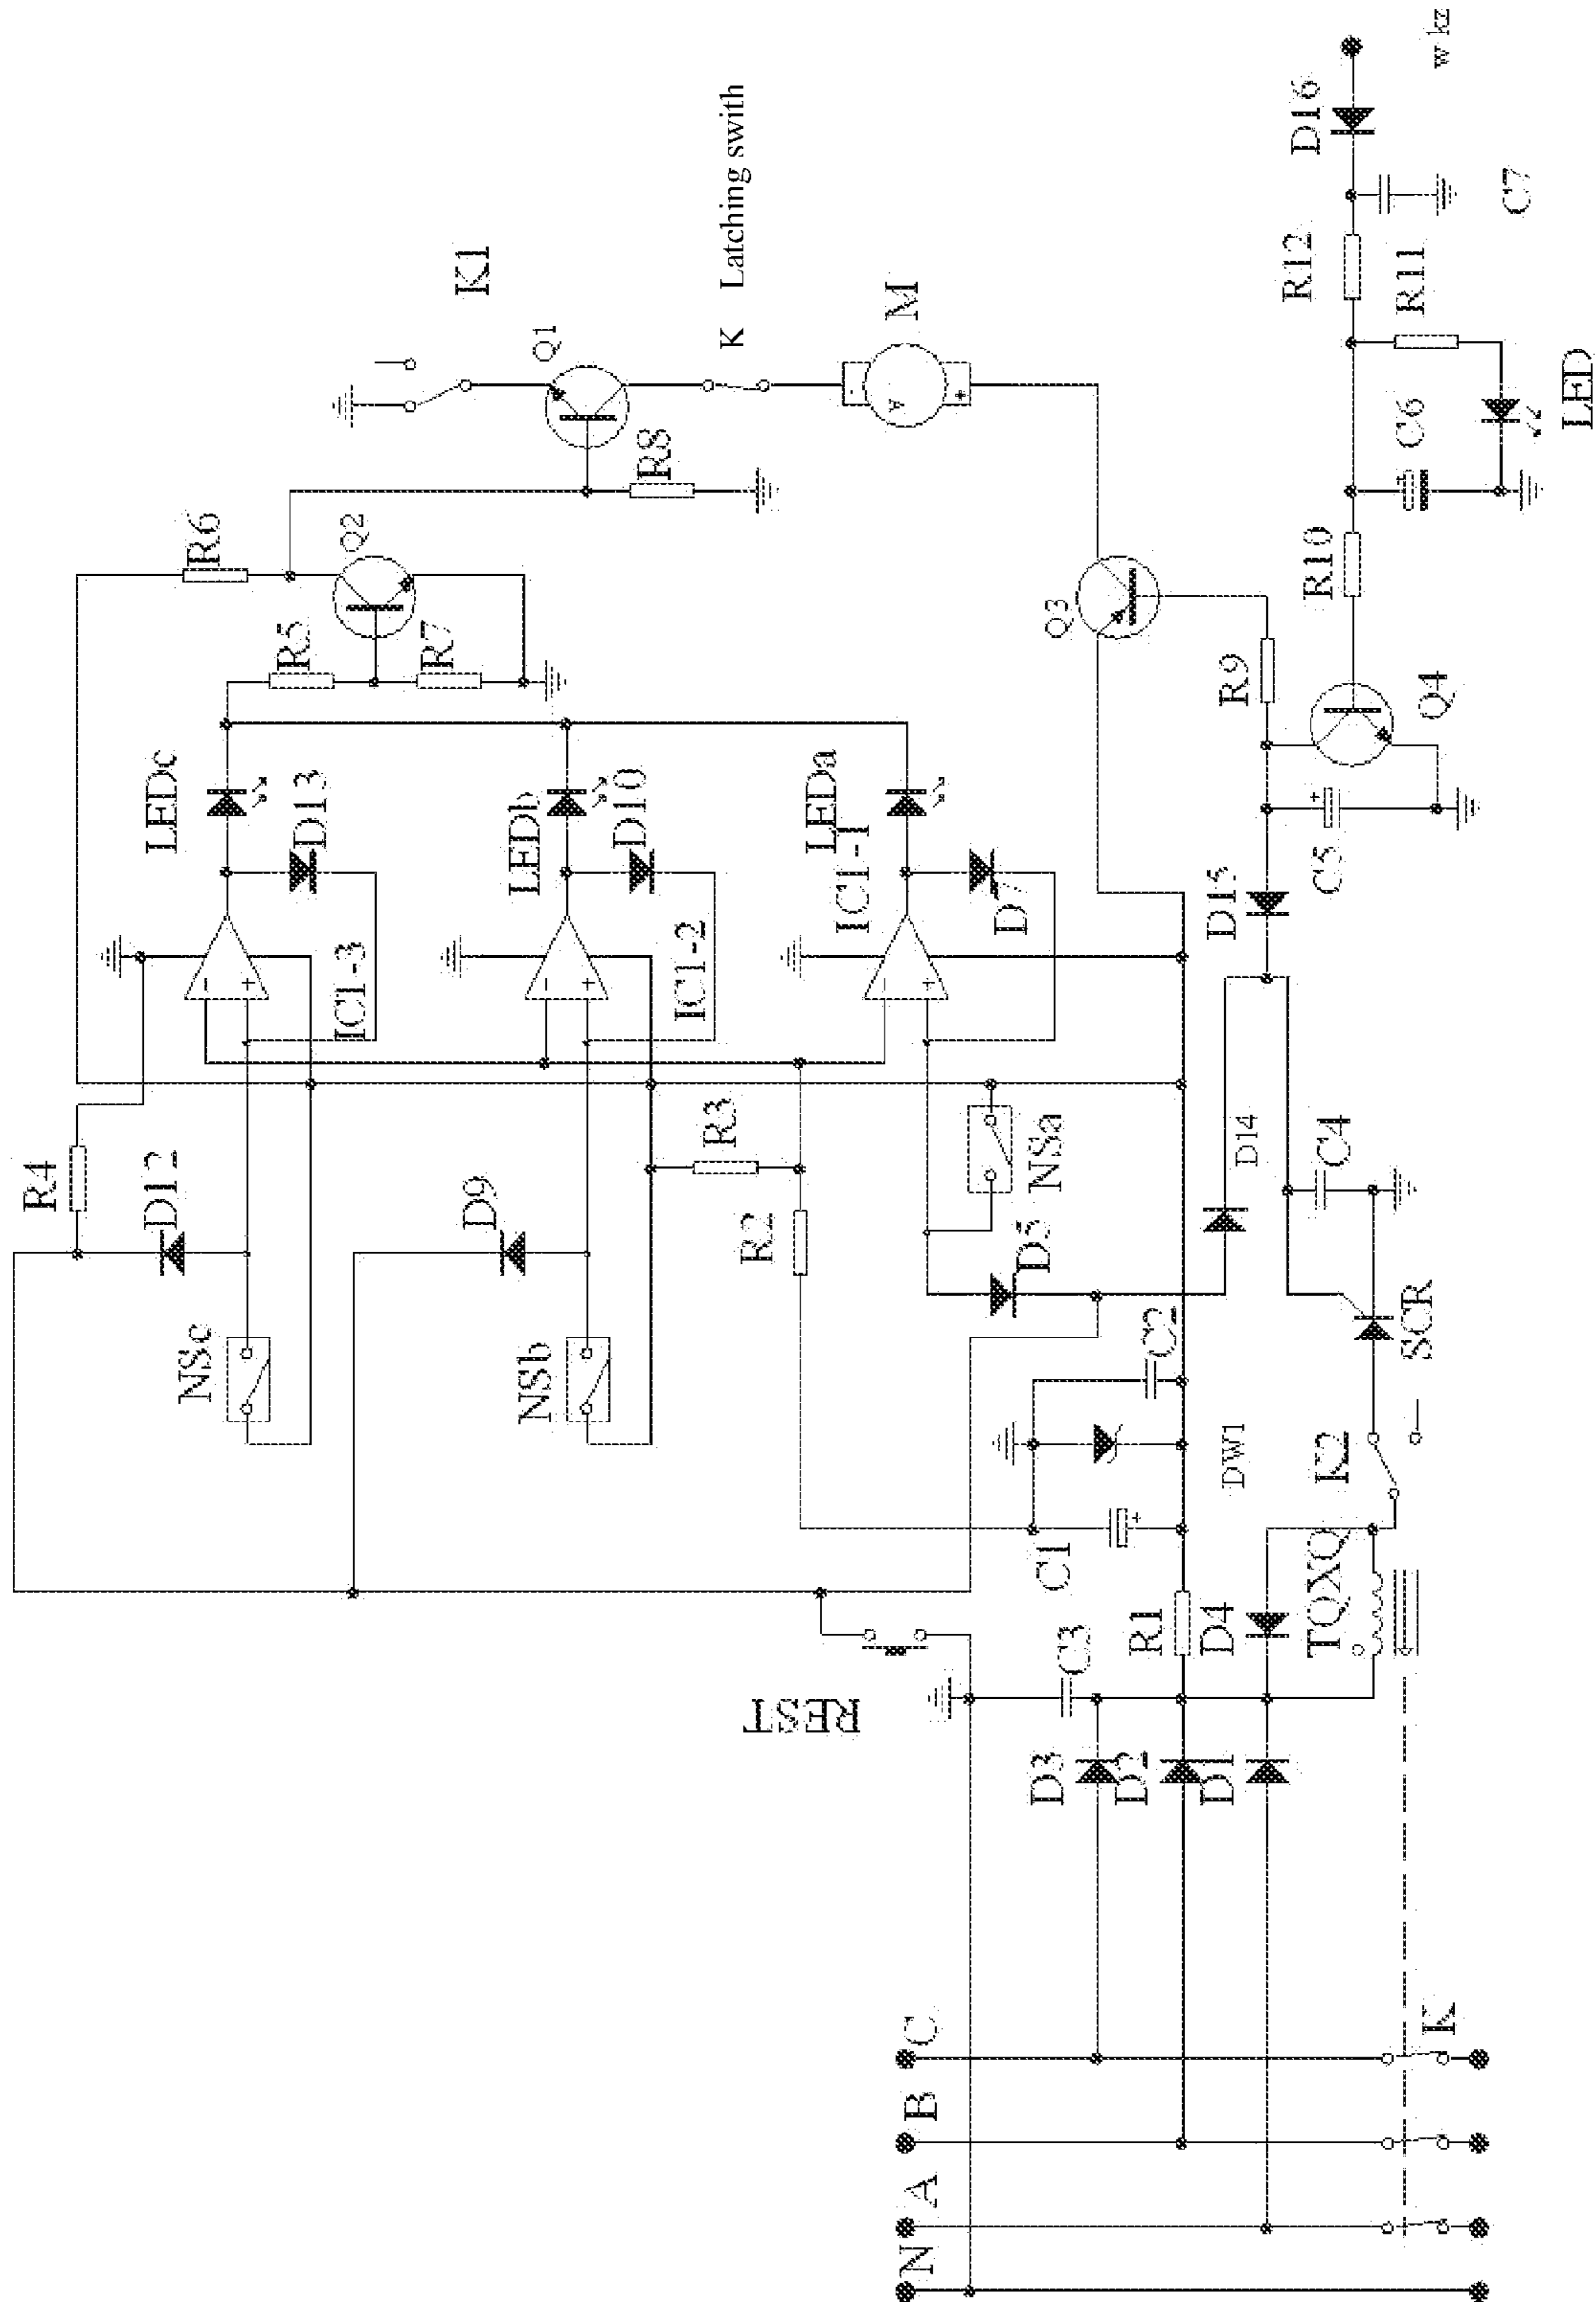 K1
w kz
D16
C7
R12
R11
LED
C6
R10
Q4
Latching swith
K
M
Q1
R8
R6
Q2
R5
R7
Q3
R9
LEDc
D13
LEDb
D10
LEDa
IC1-1
D7
D15
C5
IC1-3
IC1-2
-
+
-
+
-
+
R4
D12
D9
R3
R2
NSa
D5
D14
C4
SCR
NSc
NSb
C2
DW1
K2
C1
TQXQ
R1
D4
C3
REST
D3
D2
D1
C
B
A
N
K